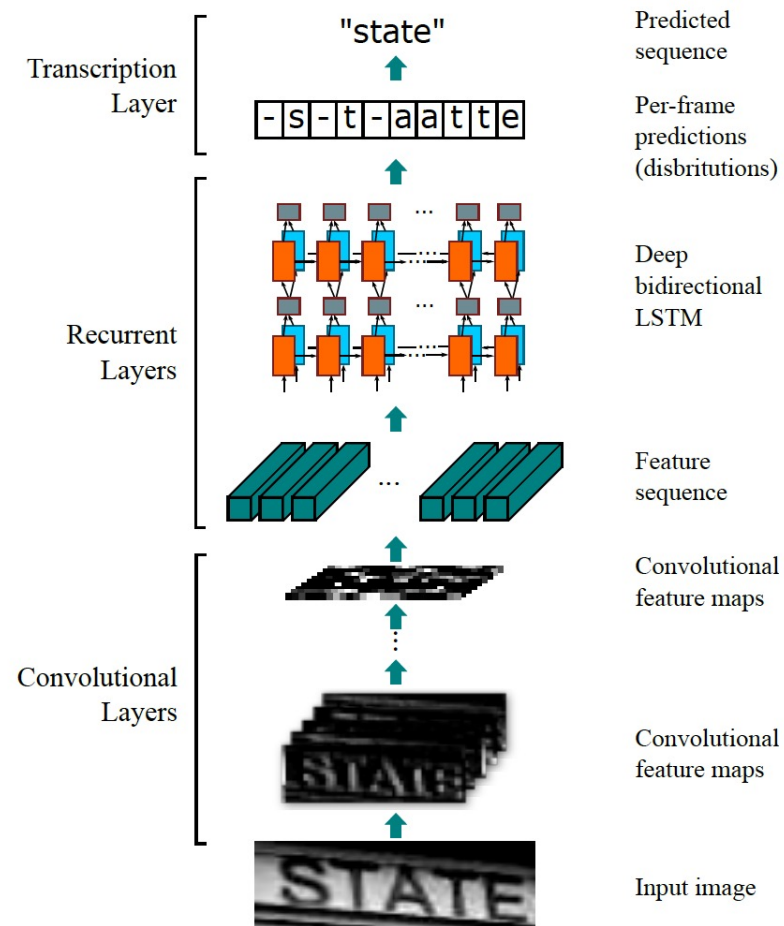 "state"
Predicted
sequence
Transcription
Layer
- s - t - a a t t e
Per-frame
predictions
(disbritutions)
...
Deep
bidirectional
LSTM
...
Recurrent
Layers
...
...
...
Feature
sequence
Convolutional
feature maps
...
Convolutional
Layers
STATE
Convolutional
feature maps
STATE
Input image